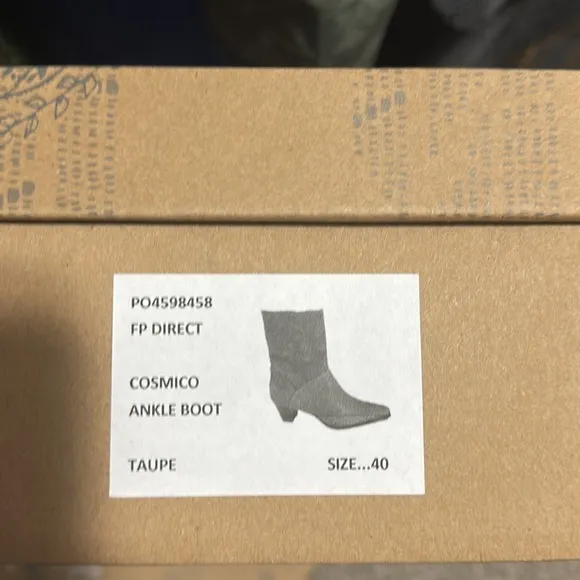 PO4598458
FP DIRECT
COSMICO
ANKLE BOOT
TAUPE SIZE...40